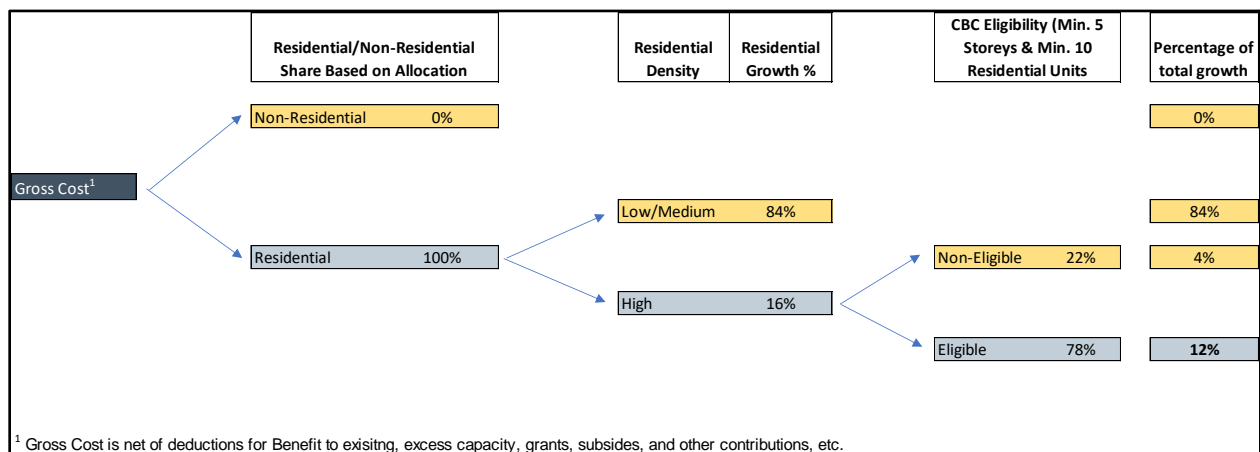 Residential/Non-Residential
Share Based on Allocation
Residential
Density
Residential
Growth %
CBC Eligibility (Min. 5
Storeys & Min. 10
Residential Units
Percentage of
total growth
Non-Residential 0%
0%
Gross Cost¹
Low/Medium 84%
84%
Residential 100%
Non-Eligible 22%
4%
High 16%
Eligible 78%
12%
¹ Gross Cost is net of deductions for Benefit to exisitng, excess capacity, grants, subsides, and other contributions, etc.